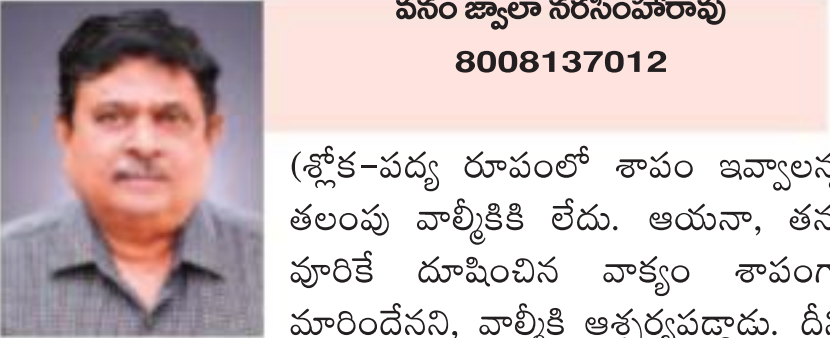 వనం జ్వాలా నరసింహారావు
8008137012
(శ్లోక-పద్య రూపంలో శాపం ఇవ్వాలన్న
తలంపు వాల్మీకికి లేదు. ఆయనా, తను
వూరికే దూషించిన వాక్యం శాపంగా
మారిందేనని, వాల్మీకి ఆశ్చర్యపడ్డాడు. దీని